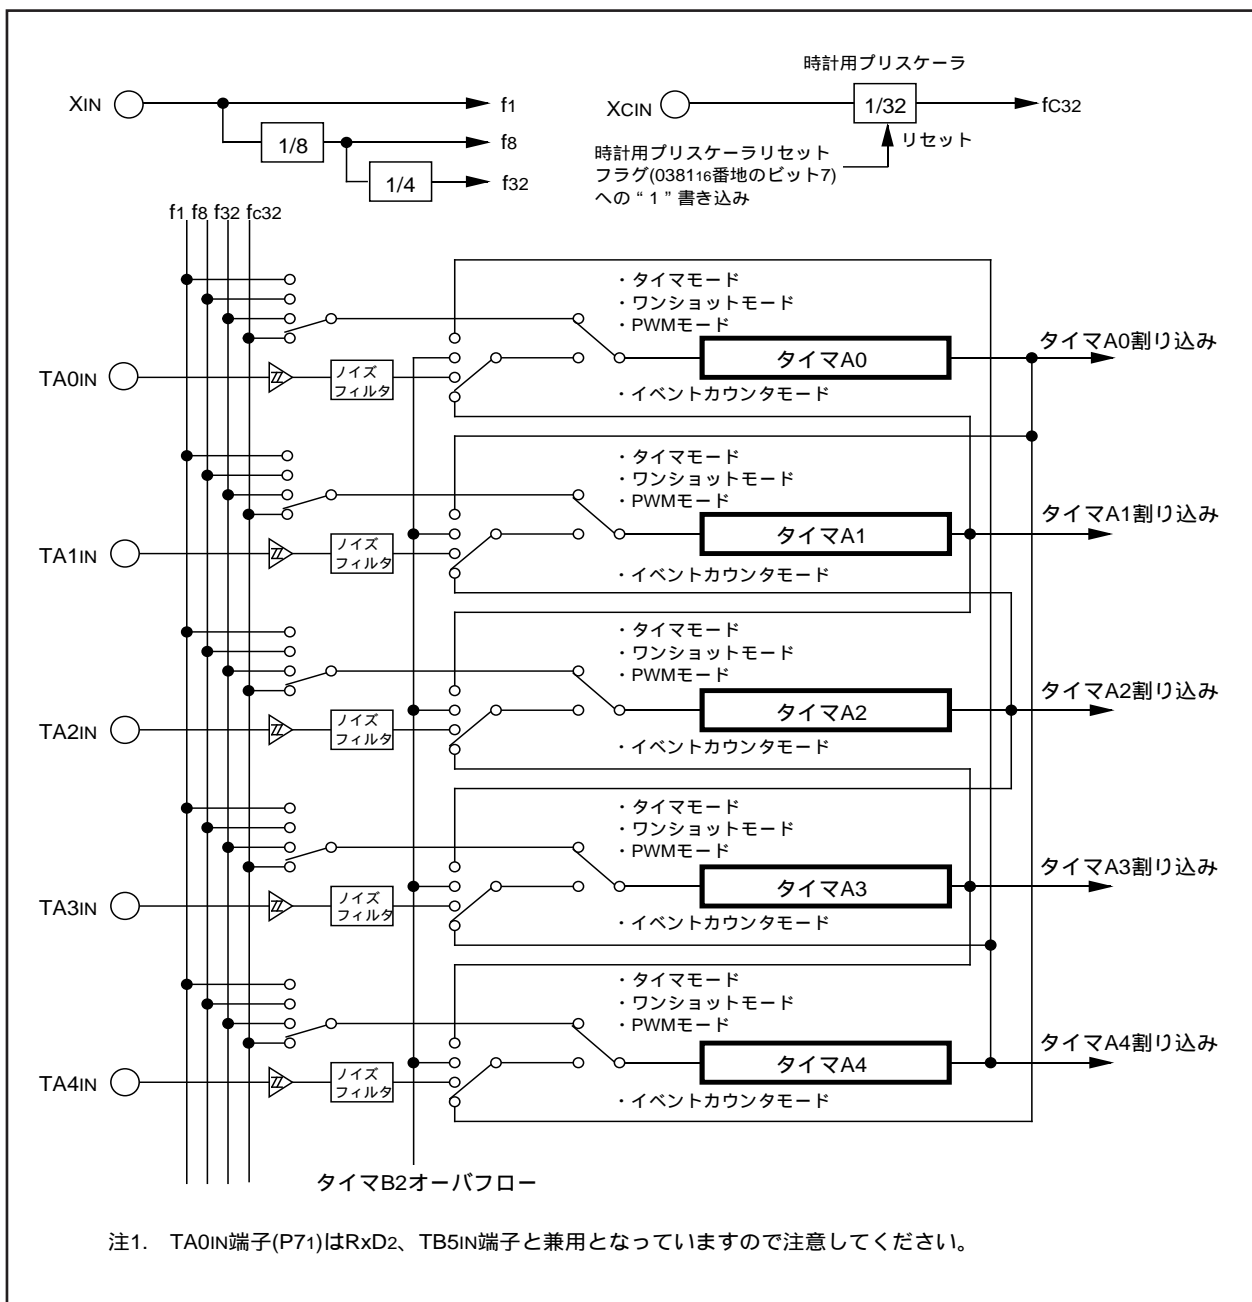 時計用プリスケーラ
XIN
f1
XCIN
1/32
fC32
1/8
f8
リセット
1/4
f32
時計用プリスケーラリセット
フラグ(038116番地のビット7)
への“1”書き込み
f1 f8 f32 fc32
・タイマモード
・ワンショットモード
・PWMモード
タイマA0割り込み
タイマA0
TA0IN
ノイズ
フィルタ
・イベントカウンタモード
・タイマモード
・ワンショットモード
・PWMモード
タイマA1割り込み
タイマA1
TA1IN
ノイズ
フィルタ
・イベントカウンタモード
・タイマモード
・ワンショットモード
・PWMモード
タイマA2割り込み
タイマA2
TA2IN
ノイズ
フィルタ
・イベントカウンタモード
・タイマモード
・ワンショットモード
・PWMモード
タイマA3割り込み
タイマA3
TA3IN
ノイズ
フィルタ
・イベントカウンタモード
・タイマモード
・ワンショットモード
・PWMモード
タイマA4割り込み
タイマA4
TA4IN
ノイズ
フィルタ
・イベントカウンタモード
タイマB2オーバフロー
注1. TA0IN端子(P71)はRxD2、TB5IN端子と兼用となっていますので注意してください。